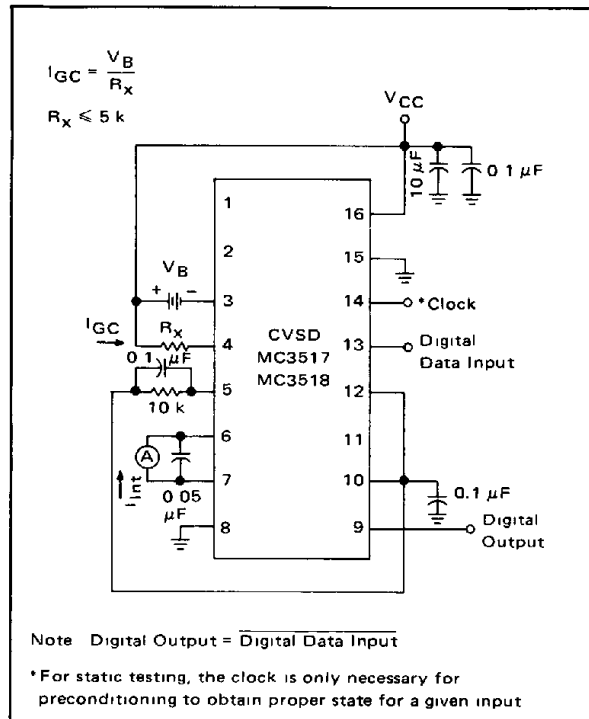 I_GC = V_B / R_x
R_x ⩽ 5 k
V_CC
10 µF
0 1 µF
1
16
2
15
V_B
+ −
3
14
*Clock
I_GC
R_x
4
CVSD
MC3517
MC3518
13
Digital
Data Input
0 1 µF
5
12
10 k
6
11
A
I_int
7
10
0 05
µF
0.1 µF
8
9
Digital
Output
Note Digital Output = Digital Data Input
*For static testing, the clock is only necessary for
preconditioning to obtain proper state for a given input